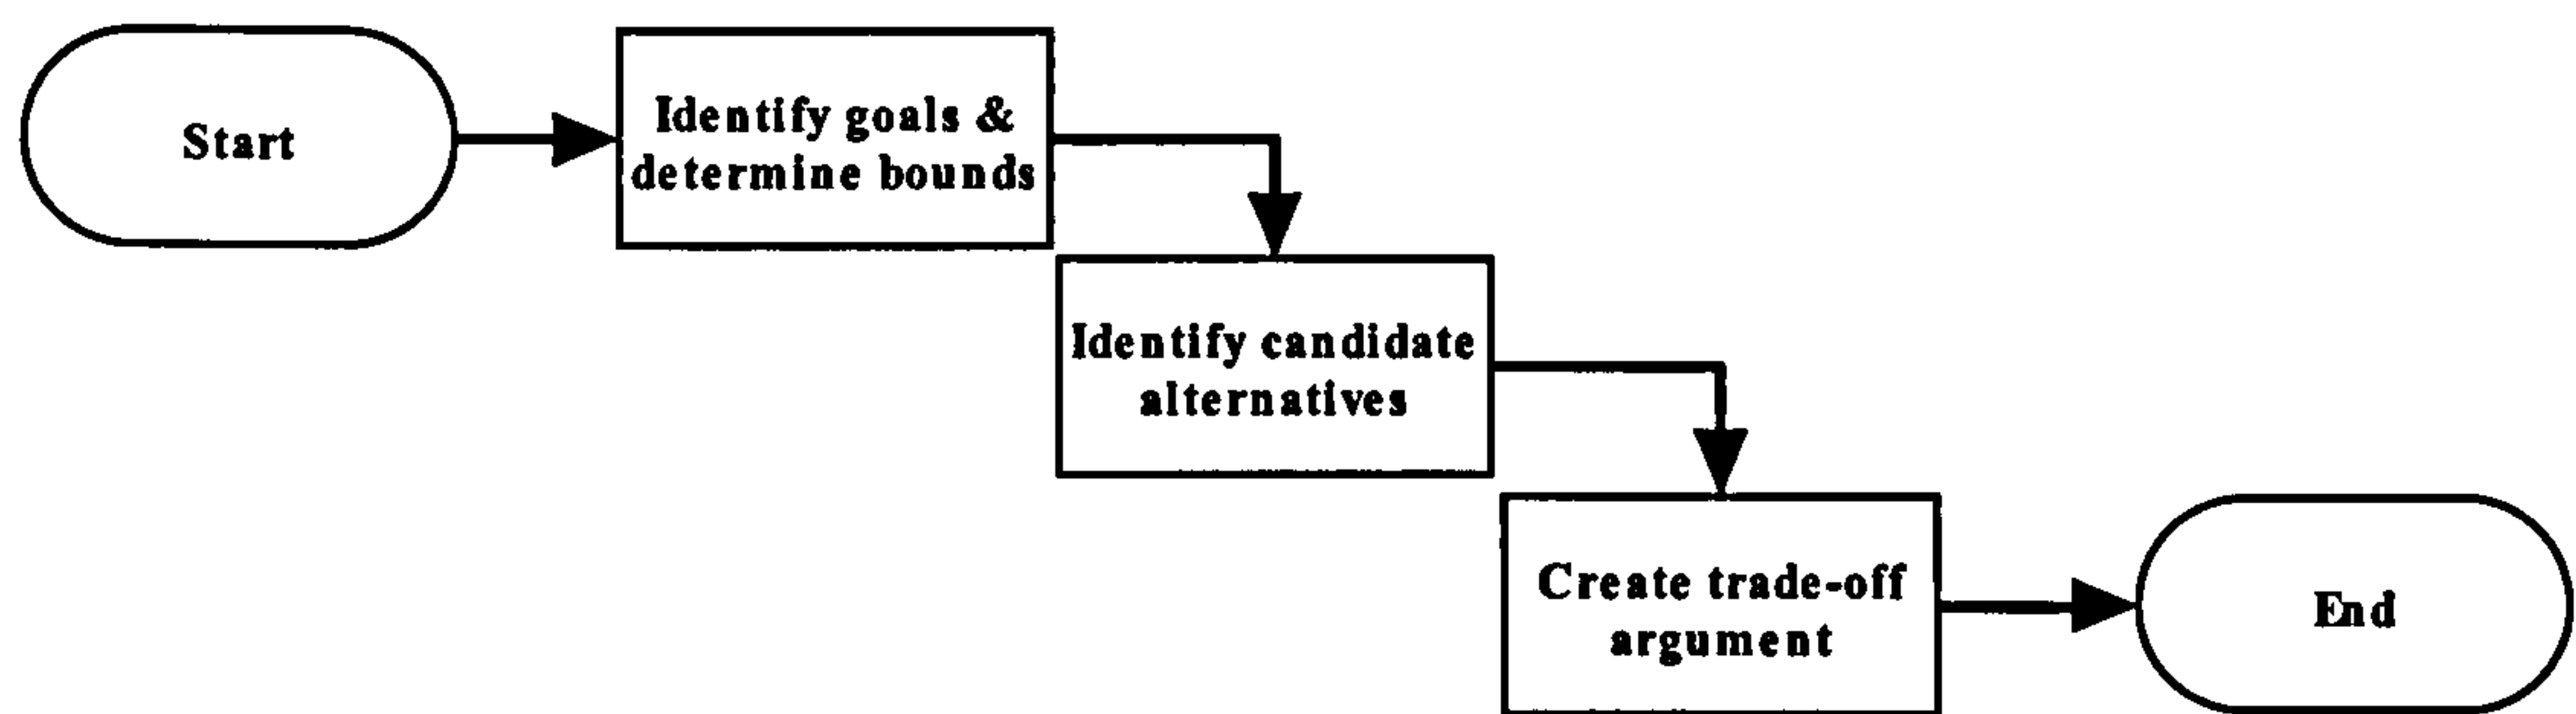 Start
Identify goals &
determine bounds
Identify candidate
alternatives
Create trade-off
argument
End